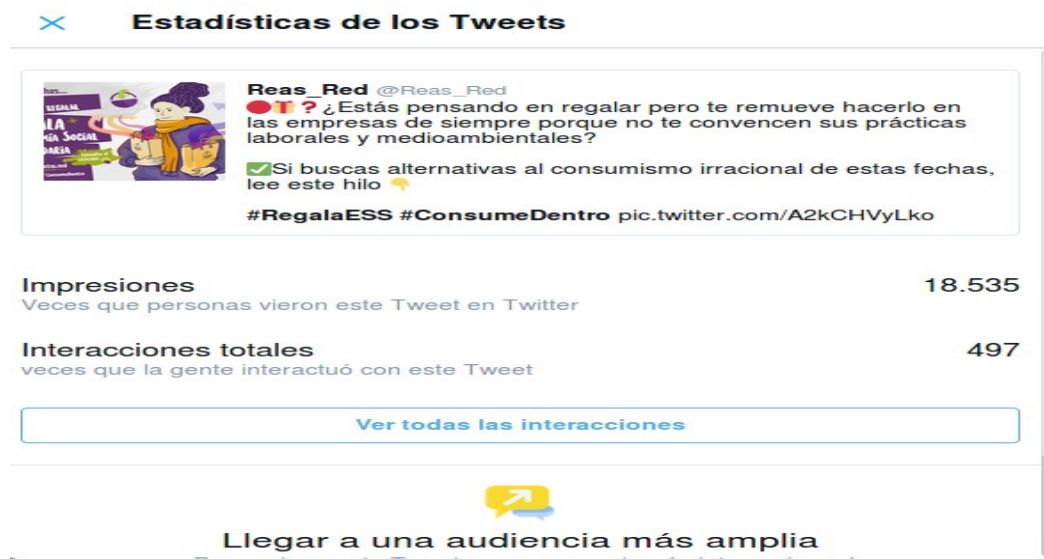 Estadísticas de los Tweets
Reas_Red @Reas_Red
🔴🎁❓¿Estás pensando en regalar pero te remueve hacerlo en
las empresas de siempre porque no te convencen sus prácticas
laborales y medioambientales?
✅Si buscas alternativas al consumismo irracional de estas fechas,
lee este hilo 👇
#RegalaESS #ConsumeDentro pic.twitter.com/A2kCHVyLko
Impresiones
18.535
Veces que personas vieron este Tweet en Twitter
Interacciones totales
497
veces que la gente interactuó con este Tweet
Ver todas las interacciones
Llegar a una audiencia más amplia